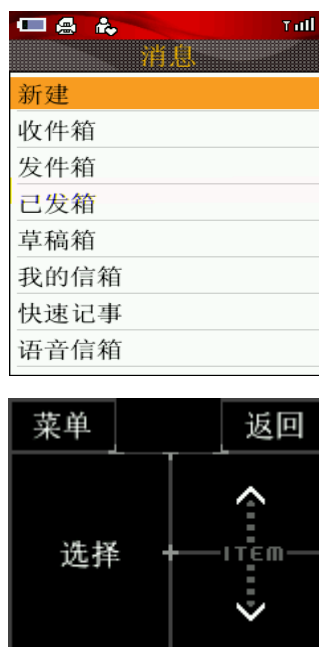 消息
新建
收件箱
发件箱
已发箱
草稿箱
我的信箱
快速记事
语音信箱
菜单 返回
选择 ITEM